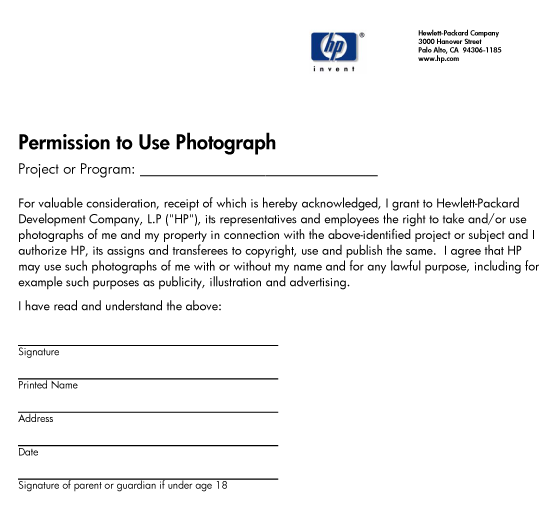 hp
®
invent
Hewlett-Packard Company
3000 Hanover Street
Palo Alto, CA 94306-1185
www.hp.com
Permission to Use Photograph
Project or Program: ________________________________
For valuable consideration, receipt of which is hereby acknowledged, I grant to Hewlett-Packard
Development Company, L.P ("HP"), its representatives and employees the right to take and/or use
photographs of me and my property in connection with the above-identified project or subject and I
authorize HP, its assigns and transferees to copyright, use and publish the same.  I agree that HP
may use such photographs of me with or without my name and for any lawful purpose, including for
example such purposes as publicity, illustration and advertising.
I have read and understand the above:
Signature
Printed Name
Address
Date
Signature of parent or guardian if under age 18